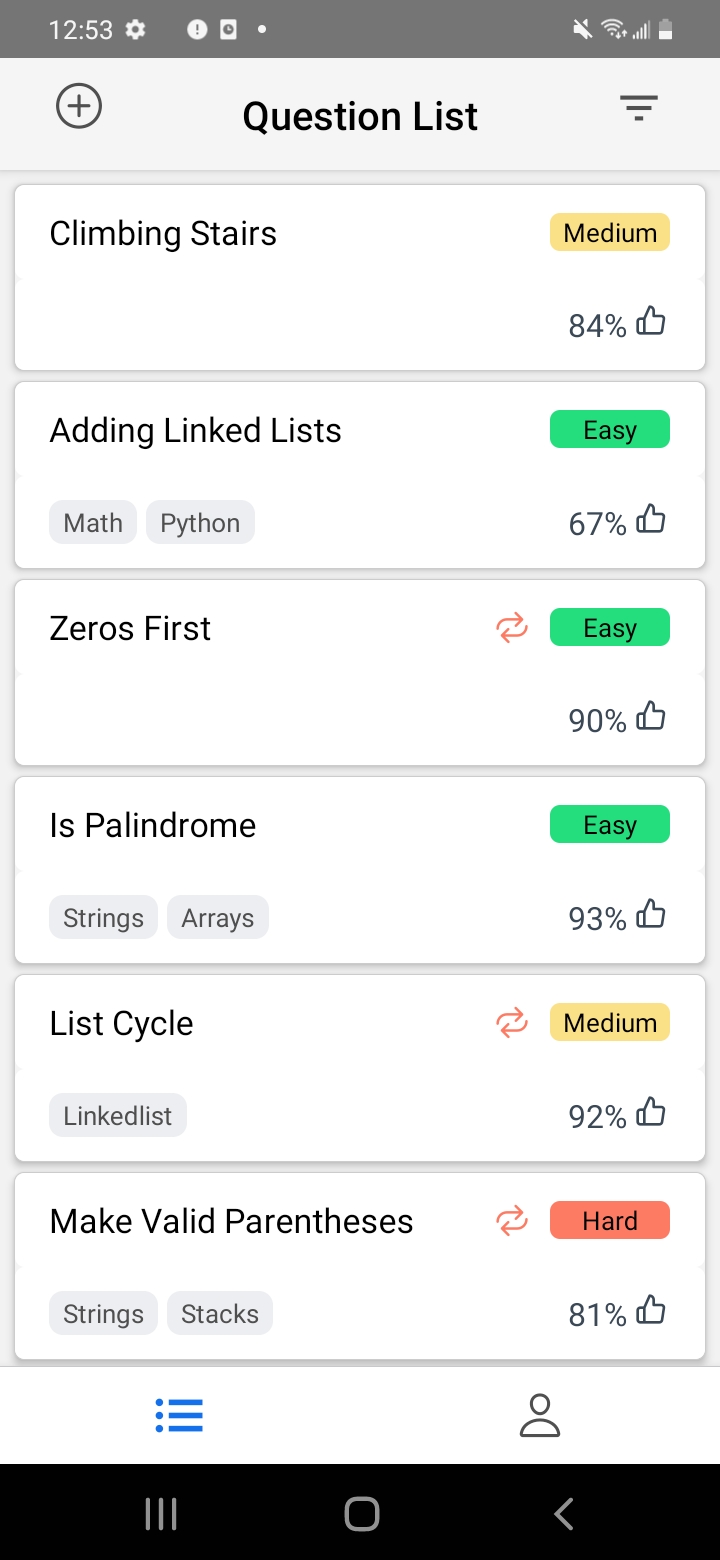 12:53
Question List
Climbing Stairs Medium
84%
Adding Linked Lists Easy
Math Python 67%
Zeros First Easy
90%
Is Palindrome Easy
Strings Arrays 93%
List Cycle Medium
Linkedlist 92%
Make Valid Parentheses Hard
Strings Stacks 81%